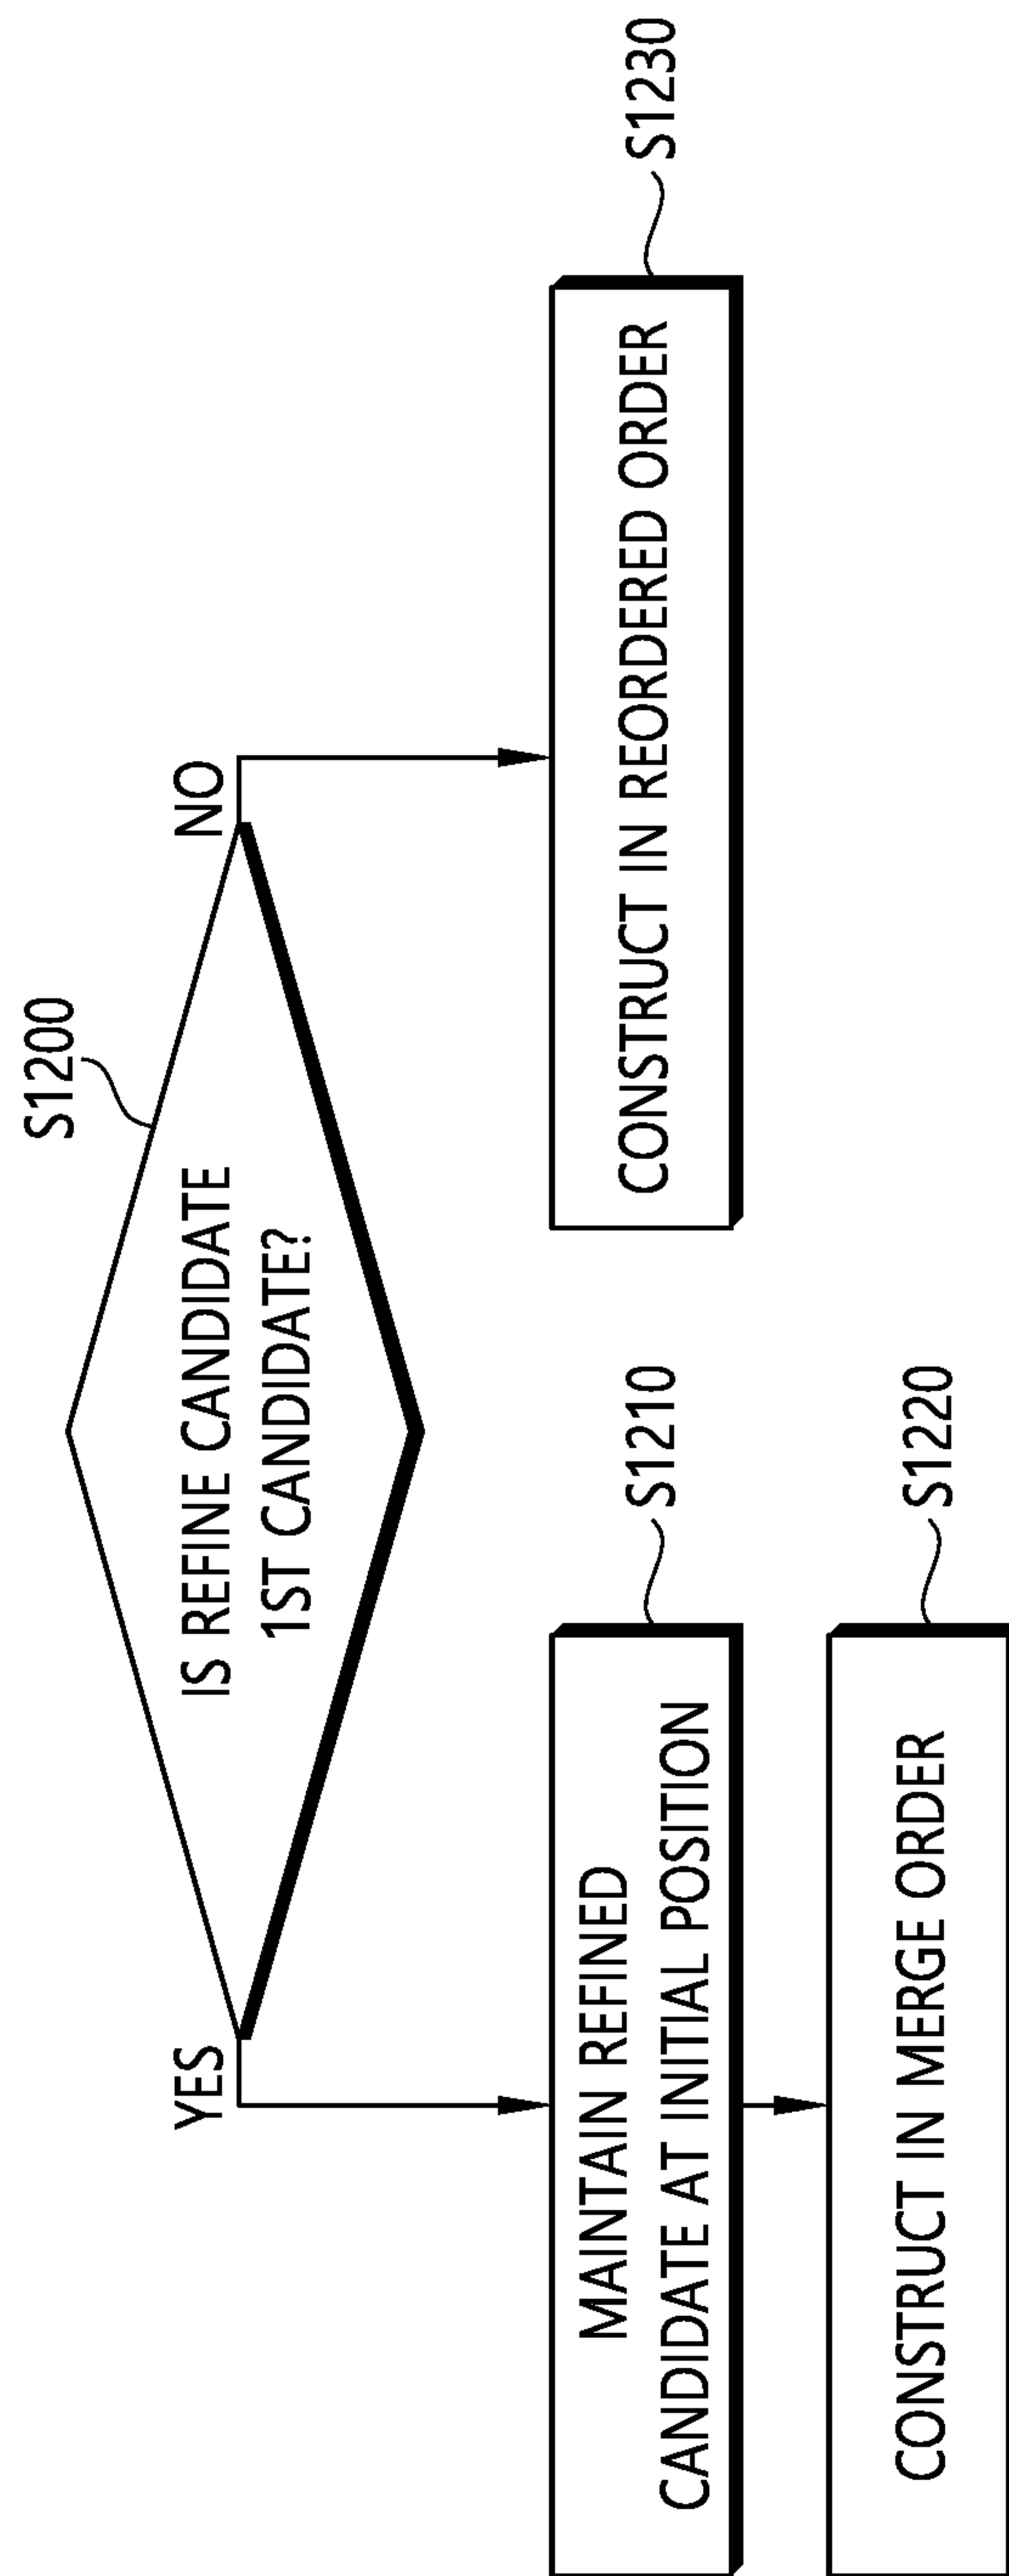 S1200
IS REFINE CANDIDATE
1ST CANDIDATE?
YES
NO
MAINTAIN REFINED
CANDIDATE AT INITIAL POSITION
S1210
CONSTRUCT IN REORDERED ORDER
S1230
CONSTRUCT IN MERGE ORDER
S1220